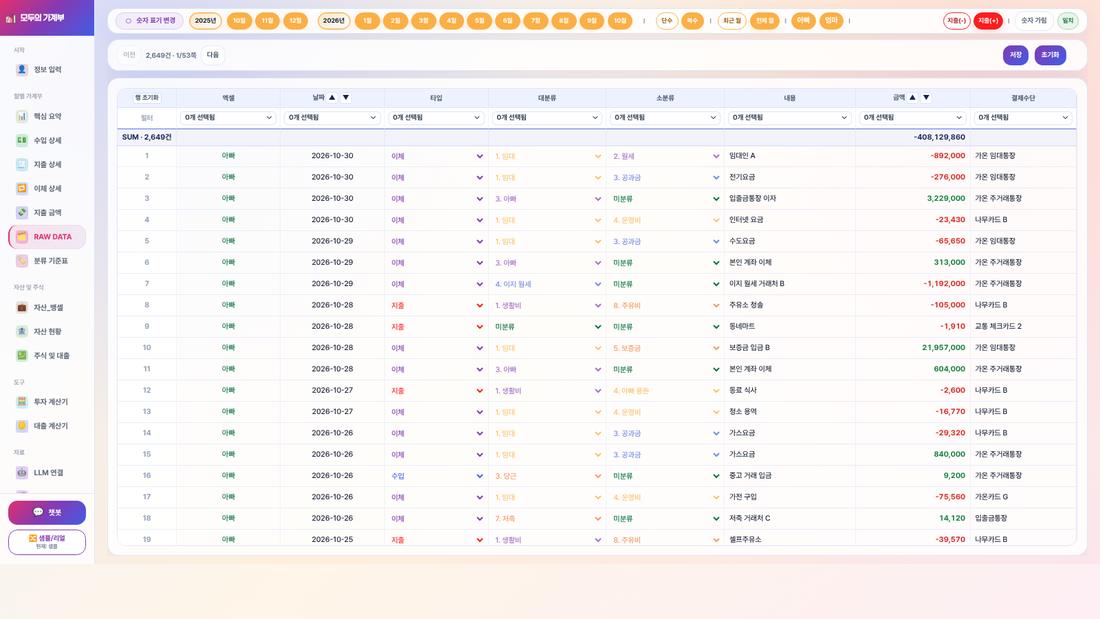 모두의 가계부
숫자 표기 변경 2025년 10월 11월 12월 2026년 1월 2월 3월 4월 5월 6월 7월 8월 9월 10월 | 단수 복수 | 최근 월 전체 월 | 아빠 엄마 | 지출(-) 지출(+) | 숫자 가림 일치
이전 2,649건 · 1/53쪽 다음 저장 초기화
시작
정보 입력
핵심 요약
수입 상세
지출 상세
이체 상세
지출 금액
RAW DATA
분류 기준표
자산 및 주식
자산 현황
주식 및 대출
도구
투자 계산기
대출 계산기
자료
LLM 연결
챗봇
샘플/리얼
현재: 샘플
행 초기화 엑셀 날짜 ▲ ▼ 타입 대분류 소분류 내용 금액 ▲ ▼ 결제수단
필터 0개 선택됨 0개 선택됨 0개 선택됨 0개 선택됨 0개 선택됨 0개 선택됨 0개 선택됨 0개 선택됨
SUM · 2,649건 -408,129,860
1 아빠 2026-10-30 이체 1. 임대 2. 월세 임대인 A -892,000 가온 임대통장
2 아빠 2026-10-30 이체 1. 임대 3. 공과금 전기요금 -276,000 가온 임대통장
3 아빠 2026-10-30 이체 3. 아빠 미분류 입출금통장 이자 3,229,000 가온 주거래통장
4 아빠 2026-10-30 이체 1. 임대 4. 운영비 인터넷 요금 -23,430 나무카드 B
5 아빠 2026-10-29 이체 1. 임대 3. 공과금 수도요금 -65,650 가온 임대통장
6 아빠 2026-10-29 이체 3. 아빠 미분류 본인 계좌 이체 313,000 가온 주거래통장
7 아빠 2026-10-29 이체 4. 이지 월세 미분류 이지 월세 거래처 B -1,192,000 가온 주거래통장
8 아빠 2026-10-28 지출 1. 생활비 8. 주유비 주유소 청솔 -105,000 나무카드 B
9 아빠 2026-10-28 지출 미분류 미분류 동네마트 -1,910 교통 체크카드 2
10 아빠 2026-10-28 이체 1. 임대 5. 보증금 보증금 입금 B 21,957,000 가온 임대통장
11 아빠 2026-10-28 이체 3. 아빠 미분류 본인 계좌 이체 604,000 가온 주거래통장
12 아빠 2026-10-27 지출 1. 생활비 4. 아빠 용돈 동료 식사 -2,600 나무카드 B
13 아빠 2026-10-27 이체 1. 임대 4. 운영비 청소 용역 -16,770 나무카드 B
14 아빠 2026-10-26 이체 1. 임대 3. 공과금 가스요금 -29,320 나무카드 B
15 아빠 2026-10-26 이체 1. 임대 3. 공과금 가스요금 840,000 가온 주거래통장
16 아빠 2026-10-26 수입 3. 당근 미분류 중고 거래 입금 9,200 가온 주거래통장
17 아빠 2026-10-26 이체 1. 임대 4. 운영비 가전 구입 -75,560 가온카드 G
18 아빠 2026-10-26 이체 7. 저축 미분류 저축 거래처 C 14,120 입출금통장
19 아빠 2026-10-25 지출 1. 생활비 8. 주유비 셀프주유소 -39,570 나무카드 B